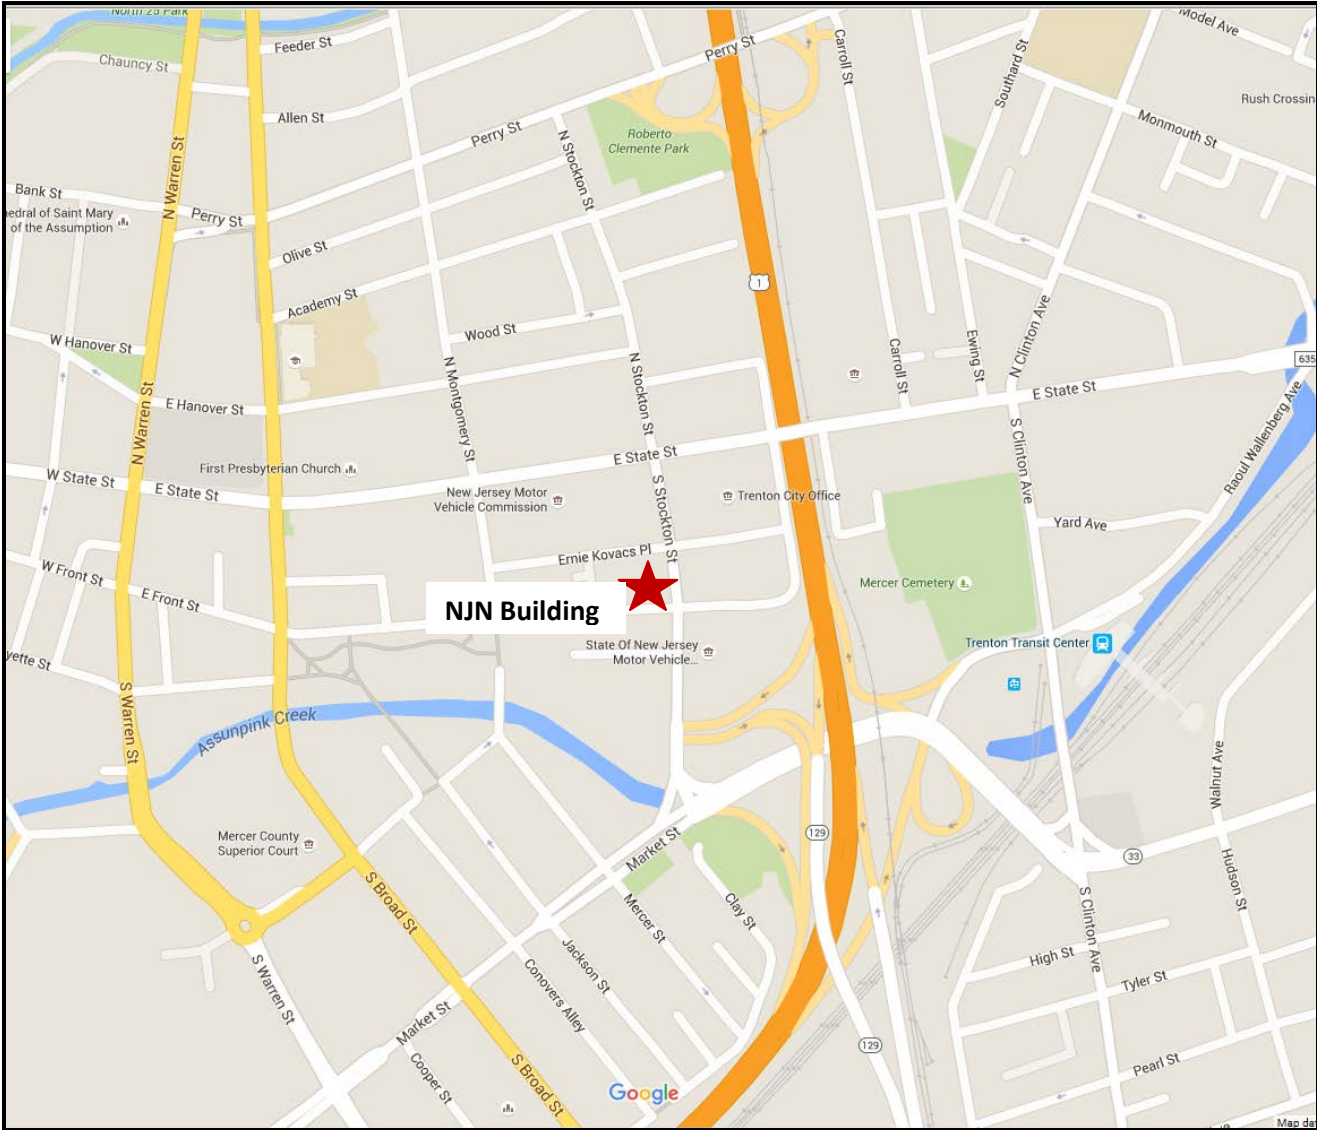 North 25 Park
Feeder St
Chauncy St
Perry St
Carroll St
Model Ave
Southard St
Rush Crossin
Allen St
Perry St
Roberto
Clemente Park
Monmouth St
N Warren St
N Stockton St
Bank St
hedral of Saint Mary
of the Assumption
Perry St
Olive St
Academy St
1
W Hanover St
Wood St
N Clinton Ave
Ewing St
Carroll St
635
N Montgomery St
N Stockton St
E State St
E Hanover St
N Warren St
Raoul Wallenberg Ave
E State St
First Presbyterian Church
W State St
E State St
New Jersey Motor
Vehicle Commission
S Stockton St
Trenton City Office
S Clinton Ave
Yard Ave
Ernie Kovacs Pl
W Front St
E Front St
NJN Building
Mercer Cemetery
State Of New Jersey
Motor Vehicle...
Trenton Transit Center
yette St
S Warren St
Assunpink Creek
Walnut Ave
Mercer County
Superior Court
Market St
129
33
S Broad St
Mercer St
Clay St
Hudson St
S Clinton Ave
S Warren St
Jackson St
Conovers Alley
High St
Tyler St
Market St
129
Cooper St
S Broad St
Pearl St
Google
Map da